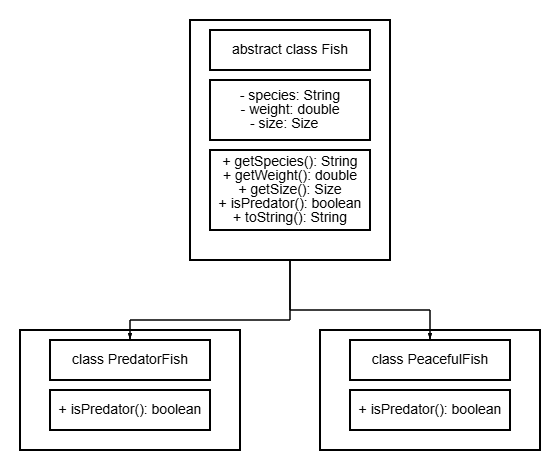 abstract class Fish
- species: String
- weight: double
- size: Size
+ getSpecies(): String
+ getWeight(): double
+ getSize(): Size
+ isPredator(): boolean
+ toString(): String
class PredatorFish
+ isPredator(): boolean
class PeacefulFish
+ isPredator(): boolean